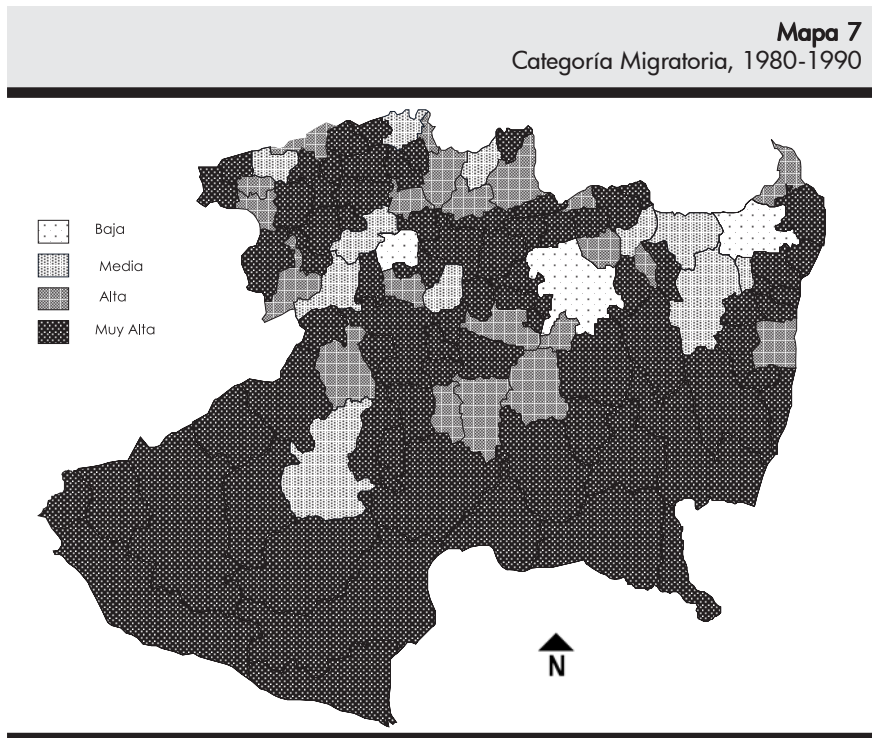 Mapa 7
Categoría Migratoria, 1980-1990
Baja
Media
Alta
Muy Alta
N